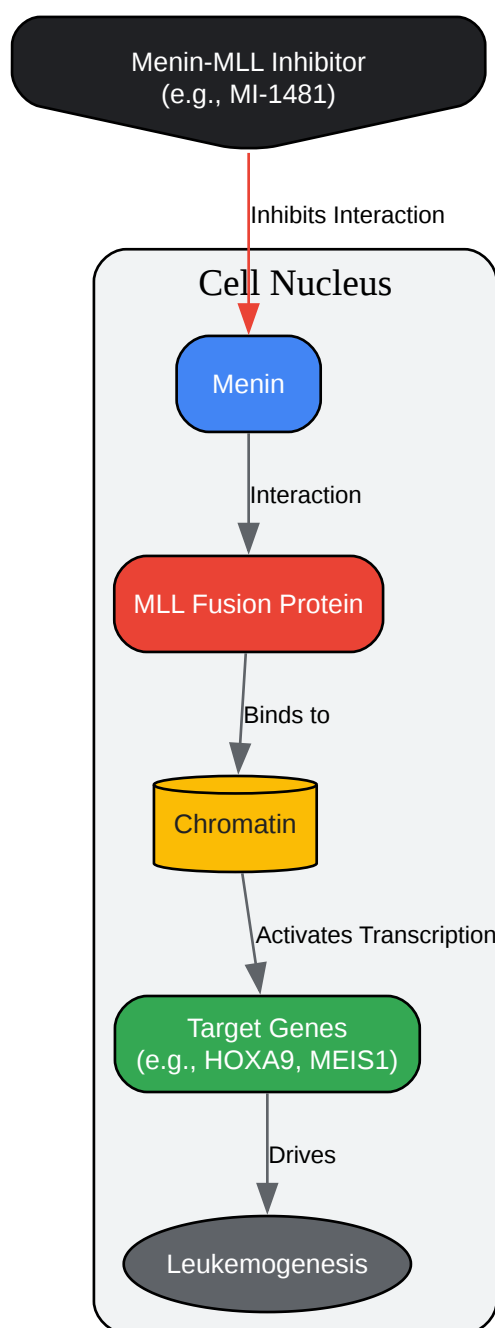 Menin-MLL Inhibitor
(e.g., MI-1481)
Inhibits Interaction
Cell Nucleus
Menin
Interaction
MLL Fusion Protein
Binds to
Chromatin
Activates Transcription
Target Genes
(e.g., HOXA9, MEIS1)
Drives
Leukemogenesis